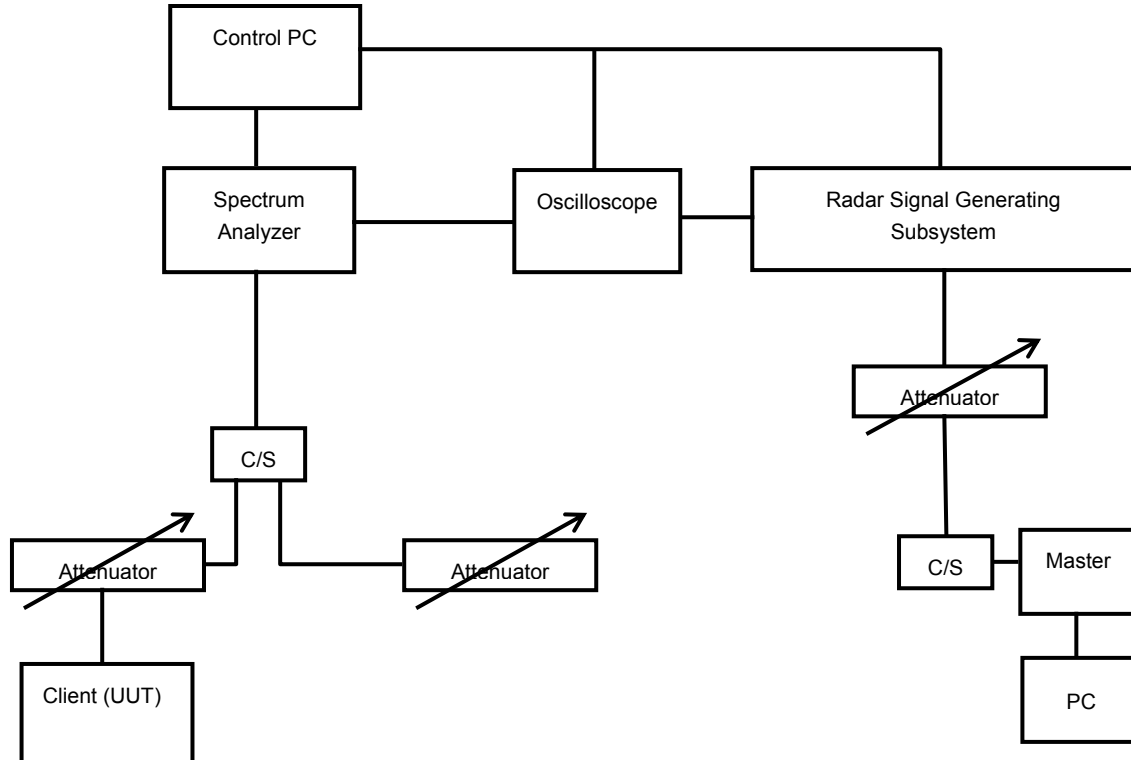 Control PC
Spectrum
Analyzer
Oscilloscope
Radar Signal Generating
Subsystem
Attenuator
C/S
Attenuator
Attenuator
C/S
Master
Client (UUT)
PC